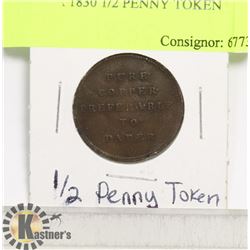 1830 1/2 PENNY TOKEN
Consignor: 6773
PURE
COPPER
PREFERABLE
TO
PAPER
1/2 Penny Token
Kastner's